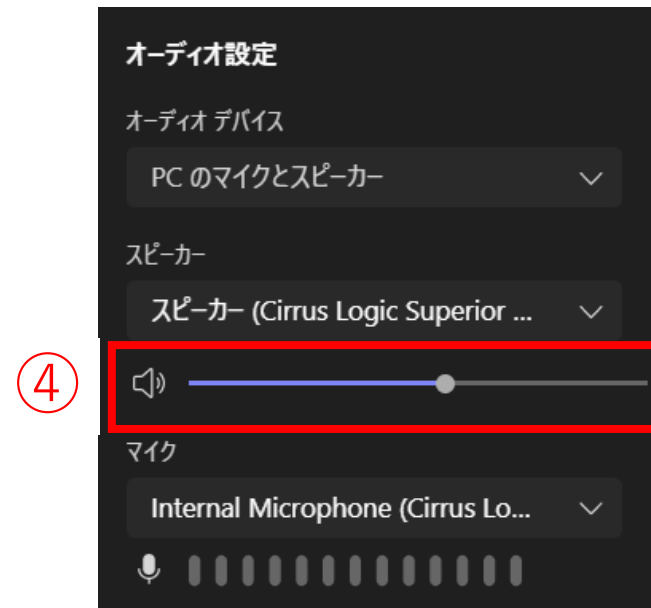 オーディオ設定
オーディオ デバイス
PC のマイクとスピーカー
スピーカー
スピーカー (Cirrus Logic Superior ...
④
マイク
Internal Microphone (Cirrus Lo...